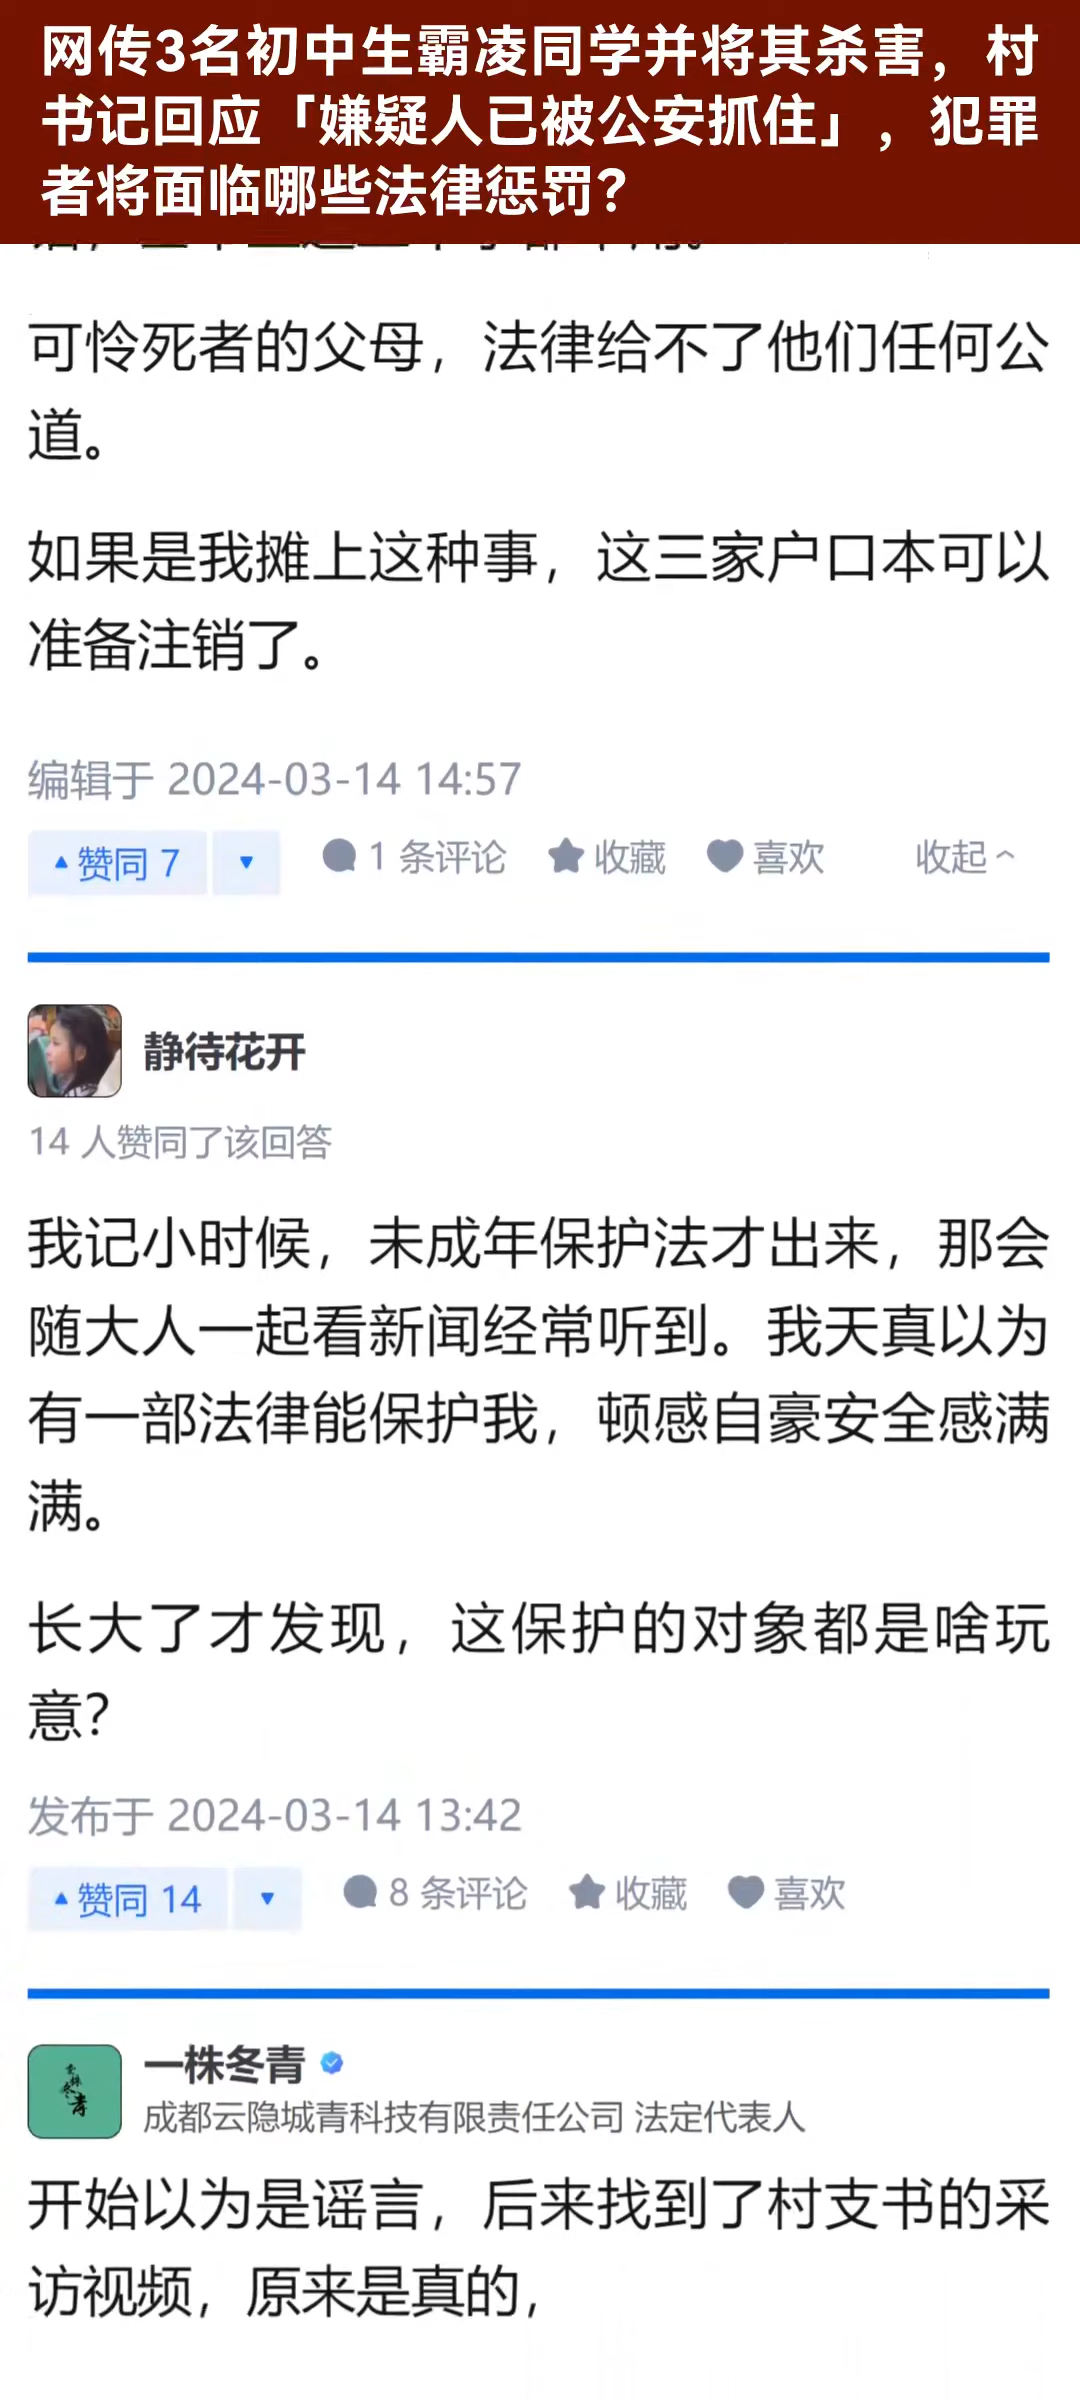 网传3名初中生霸凌同学并将其杀害，村
书记回应「嫌疑人已被公安抓住」，犯罪
者将面临哪些法律惩罚？
可怜死者的父母，法律给不了他们任何公
道。
如果是我摊上这种事，这三家户口本可以
准备注销了。
编辑于 2024-03-14 14:57
赞同 7
1 条评论
收藏
喜欢
收起
静待花开
14 人赞同了该回答
我记小时候，未成年保护法才出来，那会
随大人一起看新闻经常听到。我天真以为
有一部法律能保护我，顿感自豪安全感满
满。
长大了才发现，这保护的对象都是啥玩
意？
发布于 2024-03-14 13:42
赞同 14
8 条评论
收藏
喜欢
一株冬青
成都云隐城青科技有限责任公司 法定代表人
开始以为是谣言，后来找到了村支书的采
访视频，原来是真的，